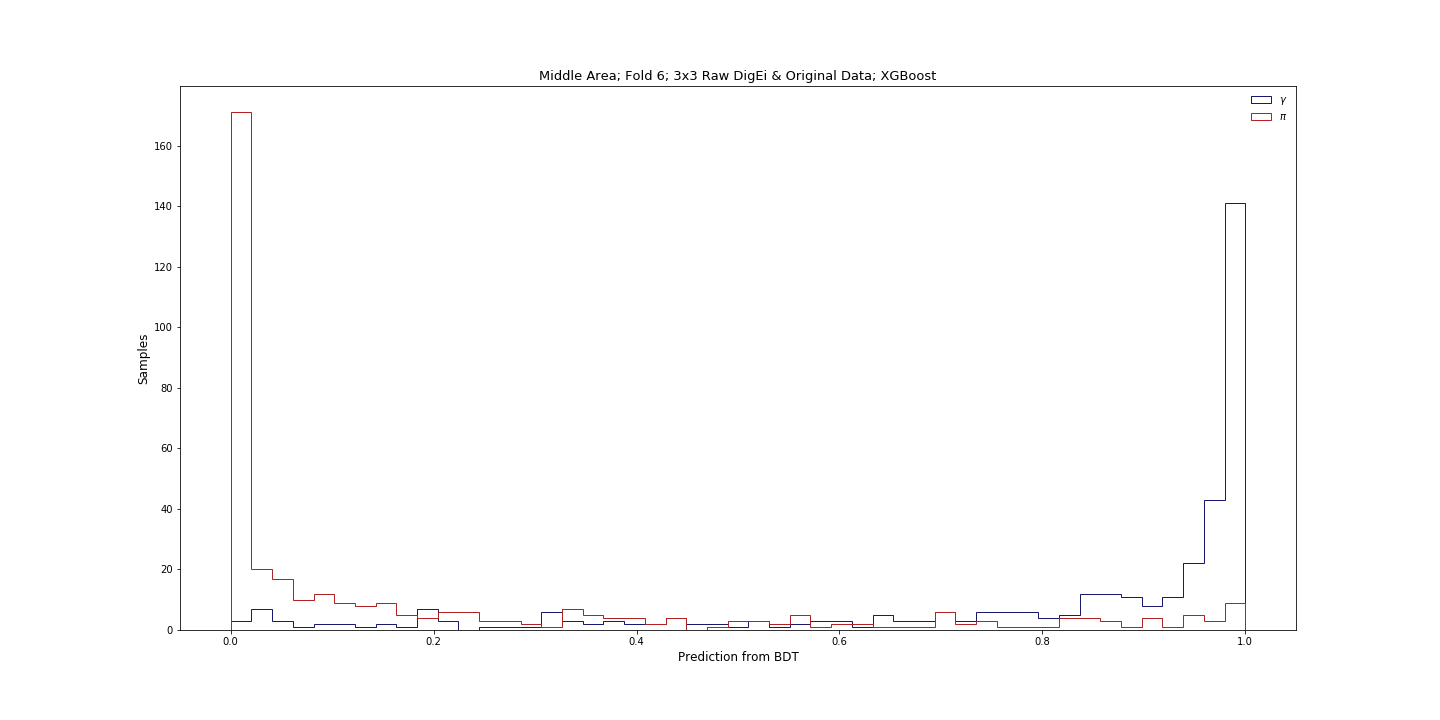 Middle Area; Fold 6; 3x3 Raw DigEi & Original Data; XGBoost
γ
π
160
140
120
100
80
60
40
20
0
Samples
0.0 0.2 0.4 0.6 0.8 1.0
Prediction from BDT